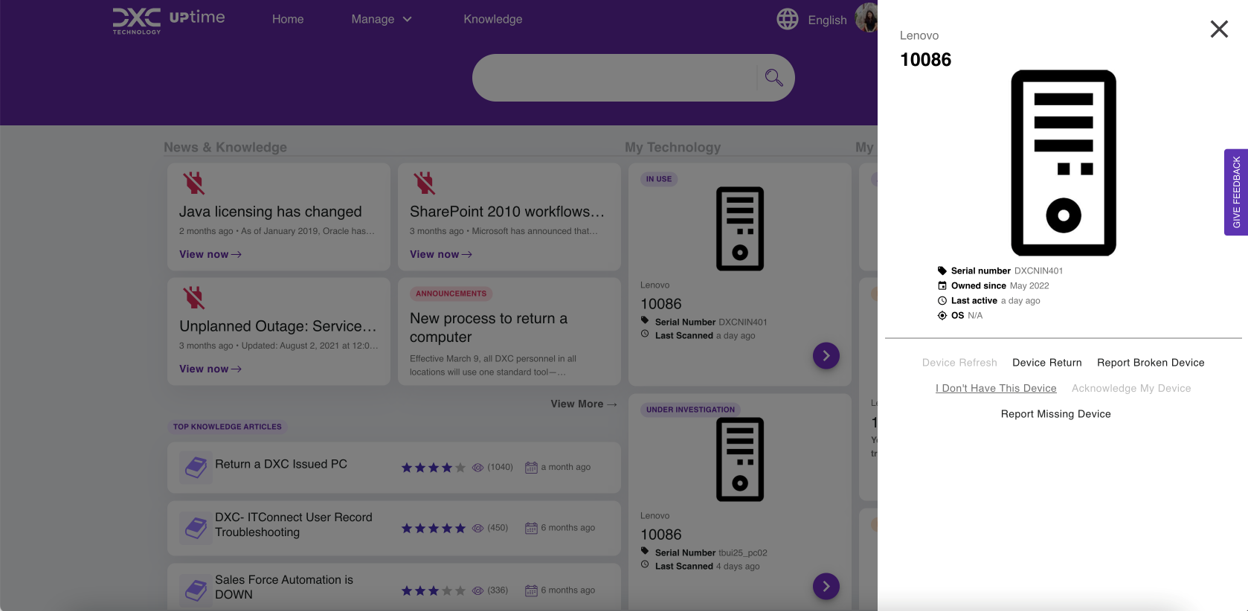 DXC
TECHNOLOGY
UPtime
Home
Manage
Knowledge
English
News & Knowledge
Java licensing has changed
2 months ago • As of January 2019, Oracle has...
View now →
SharePoint 2010 workflows...
3 months ago • Microsoft has announced that...
View now →
Unplanned Outage: Service...
3 months ago • Updated: August 2, 2021 at 12:0...
View now →
ANNOUNCEMENTS
New process to return a
computer
Effective March 9, all DXC personnel in all
locations will use one standard tool—...
View More →
TOP KNOWLEDGE ARTICLES
Return a DXC Issued PC
(1040)
a month ago
DXC- ITConnect User Record
Troubleshooting
(450)
6 months ago
Sales Force Automation is
DOWN
(336)
6 months ago
My Technology
IN USE
Lenovo
10086
Serial Number DXCNIN401
Last Scanned a day ago
UNDER INVESTIGATION
Lenovo
10086
Serial Number tbui25_pc02
Last Scanned 4 days ago
My
Lenovo
10086
Serial number DXCNIN401
Owned since May 2022
Last active a day ago
OS N/A
Device Refresh
Device Return
Report Broken Device
I Don't Have This Device
Acknowledge My Device
Report Missing Device
GIVE FEEDBACK